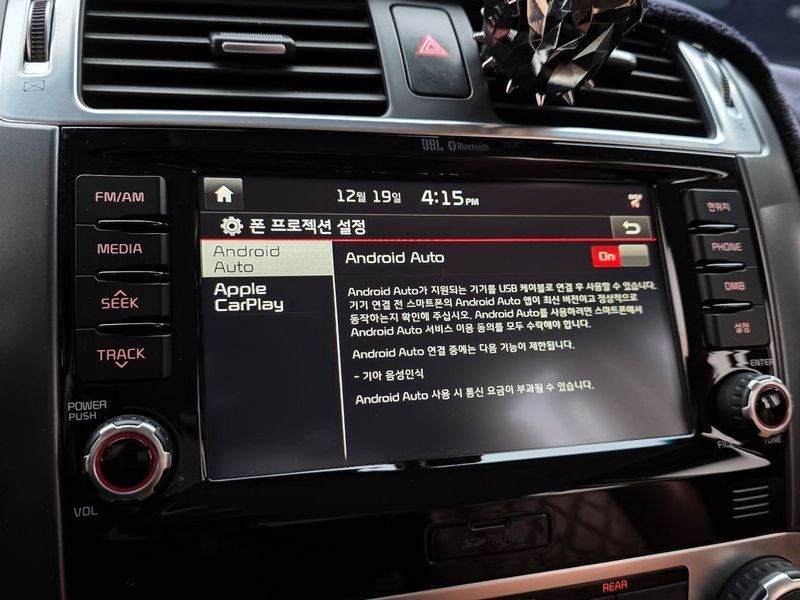 JBL Bluetooth
FM/AM
MEDIA
SEEK
TRACK
POWER
PUSH
VOL
12월 19일 4:15 PM
폰 프로젝션 설정
Android
Auto
Apple
CarPlay
Android Auto
On
Android Auto가 지원되는 기기를 USB 케이블로 연결 후 사용할 수 있습니다.
기기 연결 전 스마트폰의 Android Auto 앱이 최신 버전이고 정상적으로
동작하는지 확인해 주십시오. Android Auto를 사용하려면 스마트폰에서
Android Auto 서비스 이용 동의를 모두 수락해야 합니다.
Android Auto 연결 중에는 다음 기능이 제한됩니다.
- 기아 음성인식
Android Auto 사용 시 통신 요금이 부과될 수 있습니다.
현위치
PHONE
DMB
설정
ENTER
TUNE
REAR